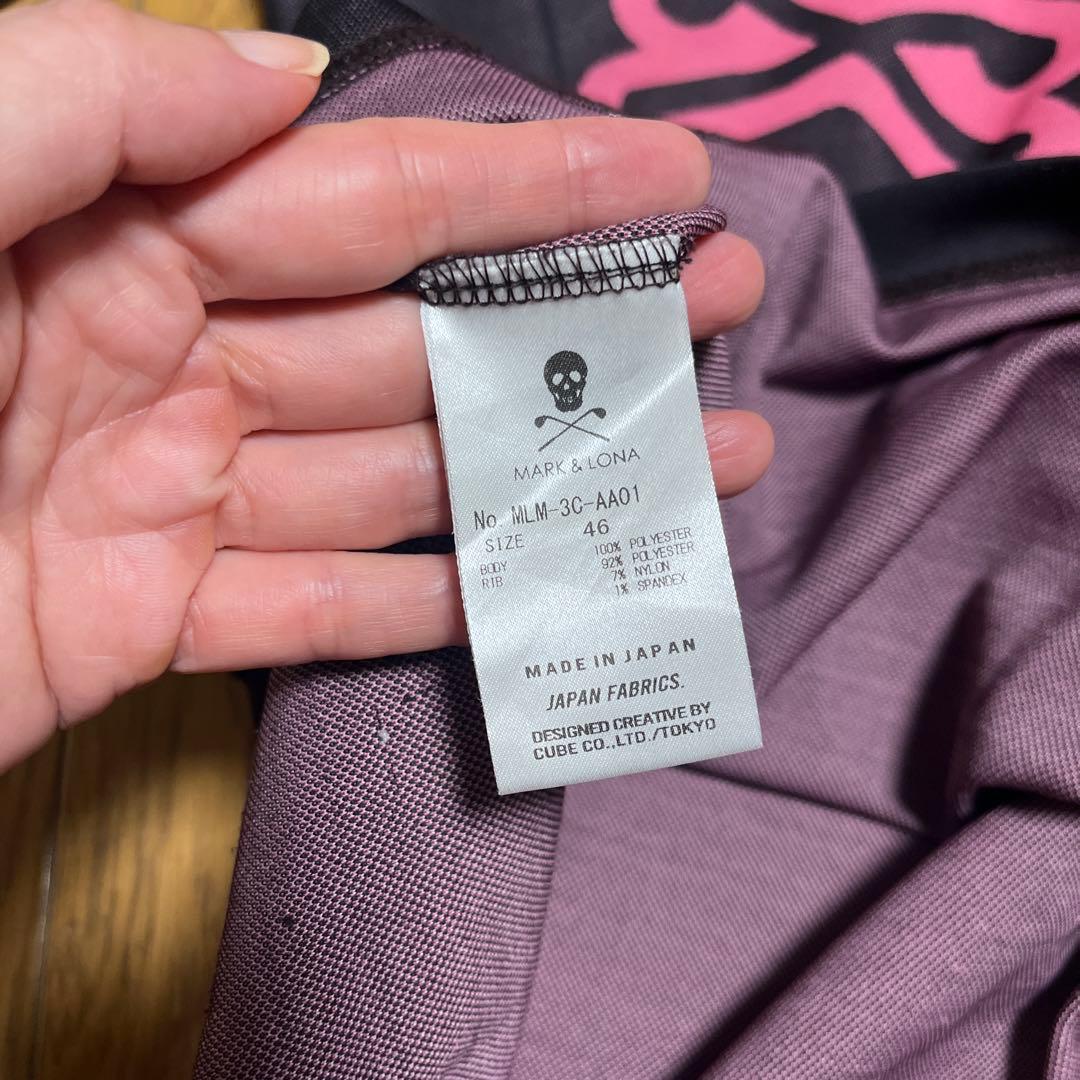 MARK & LONA
No. MLM-3C-AA01
SIZE 46
BODY 100% POLYESTER
RIB 92% POLYESTER
7% NYLON
1% SPANDEX
MADE IN JAPAN
JAPAN FABRICS.
DESIGNED CREATIVE BY
CUBE CO.,LTD./TOKYO